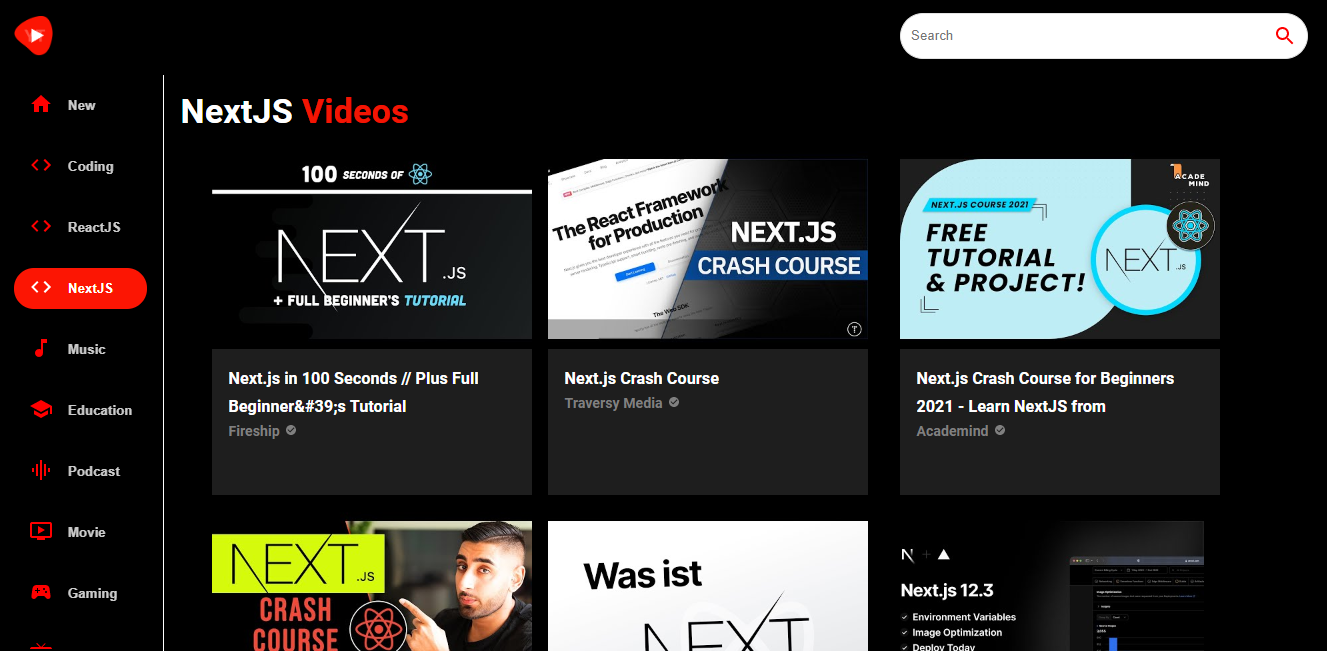 Search
New
Coding
ReactJS
NextJS
Music
Education
Podcast
Movie
Gaming
NextJS Videos
100 SECONDS OF
NEXT.JS
+ FULL BEGINNER'S TUTORIAL
The React Framework
for Production
The Web SDK
NEXT.JS
CRASH COURSE
ACADE
MIND
NEXT.JS COURSE 2021
FREE
TUTORIAL
& PROJECT!
NEXT.JS
Next.js in 100 Seconds // Plus Full
Beginner&#39;s Tutorial
Fireship
Next.js Crash Course
Traversy Media
Next.js Crash Course for Beginners
2021 - Learn NextJS from
Academind
NEXT.JS
CRASH
COURSE
Was ist
NEXT
N + ▲
Next.js 12.3
Environment Variables
Image Optimization
Deploy Today